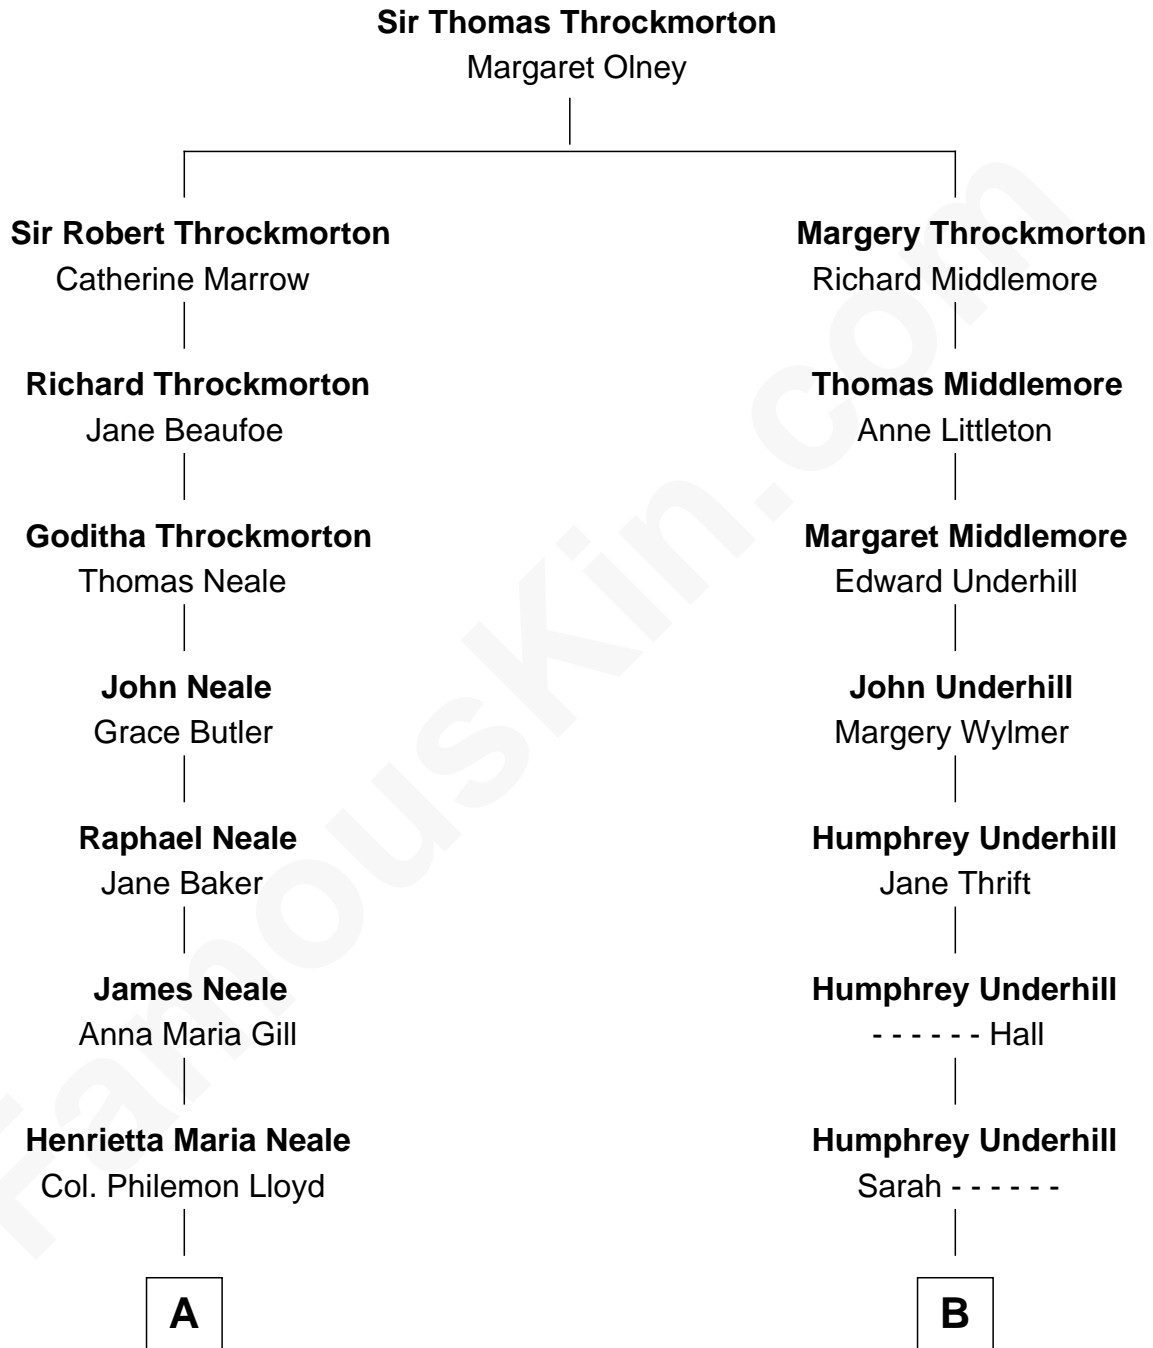 Sir Thomas Throckmorton
Margaret Olney
Sir Robert Throckmorton
Catherine Marrow
Margery Throckmorton
Richard Middlemore
Richard Throckmorton
Jane Beaufoe
Thomas Middlemore
Anne Littleton
Goditha Throckmorton
Thomas Neale
Margaret Middlemore
Edward Underhill
John Neale
Grace Butler
John Underhill
Margery Wylmer
Raphael Neale
Jane Baker
Humphrey Underhill
Jane Thrift
James Neale
Anna Maria Gill
Humphrey Underhill
- - - - - - Hall
Henrietta Maria Neale
Col. Philemon Lloyd
Humphrey Underhill
Sarah - - - - - -
A
B
FamousKin.com